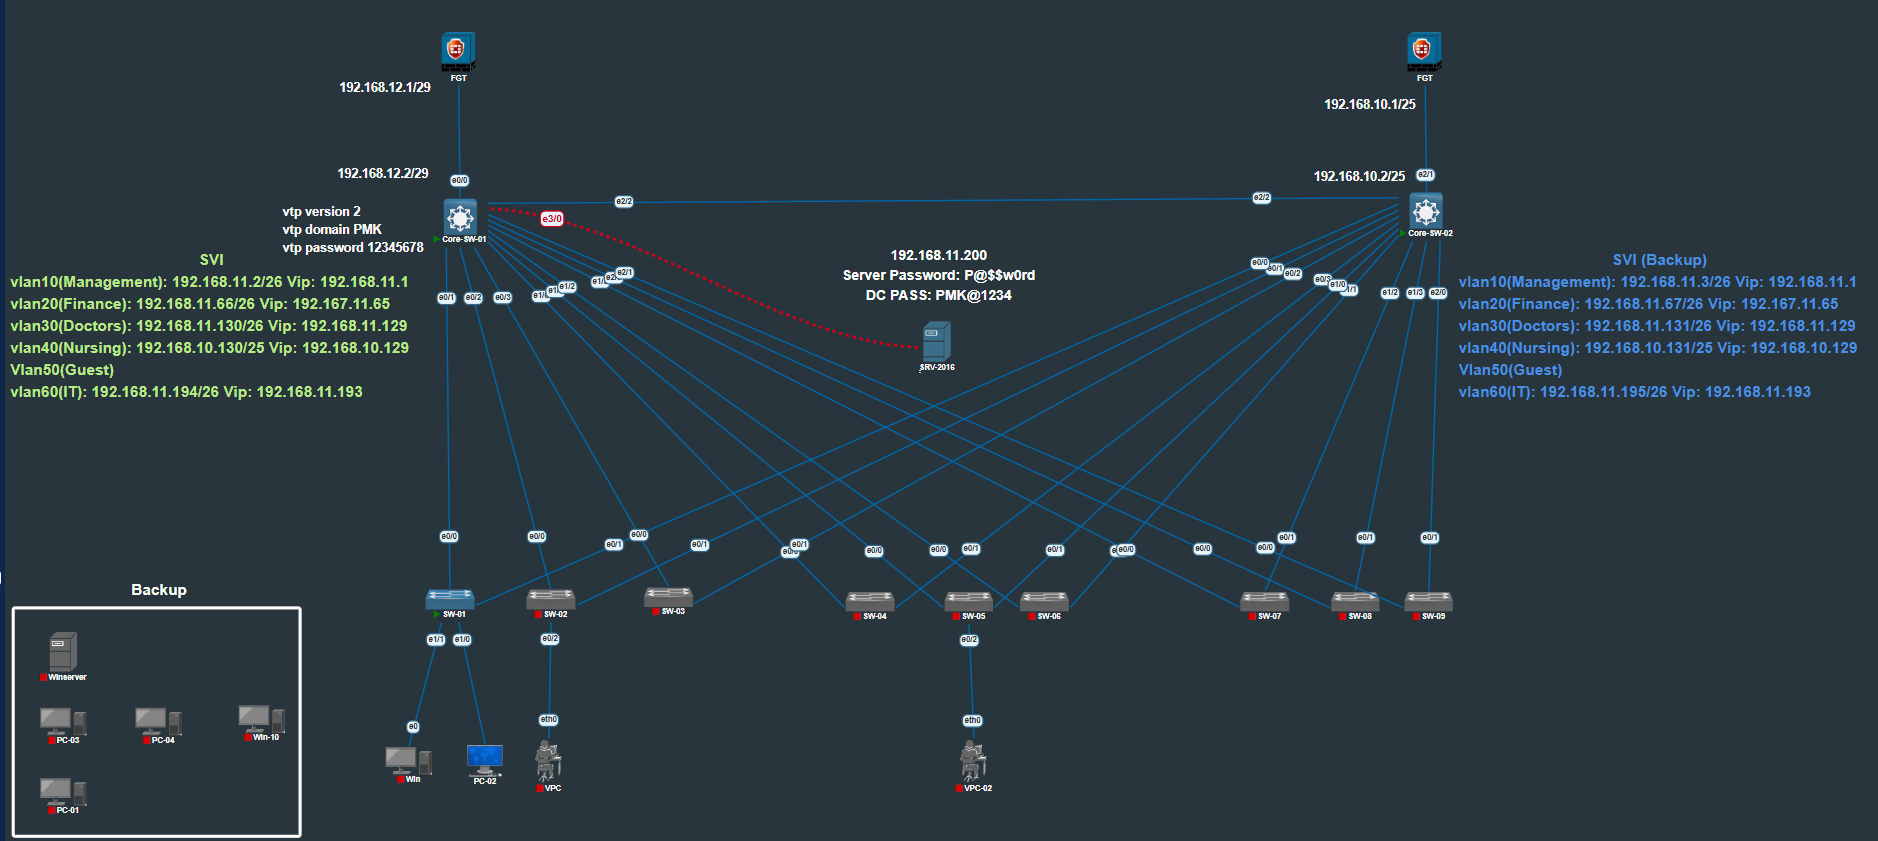 FGT
192.168.12.1/29
192.168.12.2/29
e0/0
vtp version 2
vtp domain PMK
vtp password 12345678
Core-SW-01
SVI
vlan10(Management): 192.168.11.2/26 Vip: 192.168.11.1
vlan20(Finance): 192.168.11.66/26 Vip: 192.167.11.65
vlan30(Doctors): 192.168.11.130/26 Vip: 192.168.11.129
vlan40(Nursing): 192.168.10.130/25 Vip: 192.168.10.129
Vlan50(Guest)
vlan60(IT): 192.168.11.194/26 Vip: 192.168.11.193
e2/2
e2/2
e3/0
192.168.11.200
Server Password: P@$$w0rd
DC PASS: PMK@1234
SRV-2016
FGT
192.168.10.1/25
192.168.10.2/25
e2/1
Core-SW-02
SVI (Backup)
vlan10(Management): 192.168.11.3/26 Vip: 192.168.11.1
vlan20(Finance): 192.168.11.67/26 Vip: 192.167.11.65
vlan30(Doctors): 192.168.11.131/26 Vip: 192.168.11.129
vlan40(Nursing): 192.168.10.131/25 Vip: 192.168.10.129
Vlan50(Guest)
vlan60(IT): 192.168.11.195/26 Vip: 192.168.11.193
e0/1
e0/2
e0/3
e1/2
e2/1
e0/0
e0/1
e0/2
e0/3
e1/0
e1/2
e1/3
e2/0
e0/0
e0/0
e0/1
e0/0
e0/1
e0/1
e0/0
e0/0
e0/1
e0/1
e0/0
e0/0
e0/0
e0/1
e0/1
e0/1
SW-01
SW-02
SW-03
SW-04
SW-05
SW-06
SW-07
SW-08
SW-09
e1/1
e1/0
e0/2
e0/2
e0
eth0
eth0
Win
PC-02
VPC
VPC-02
Backup
Winserver
PC-03
PC-04
Win-10
PC-01